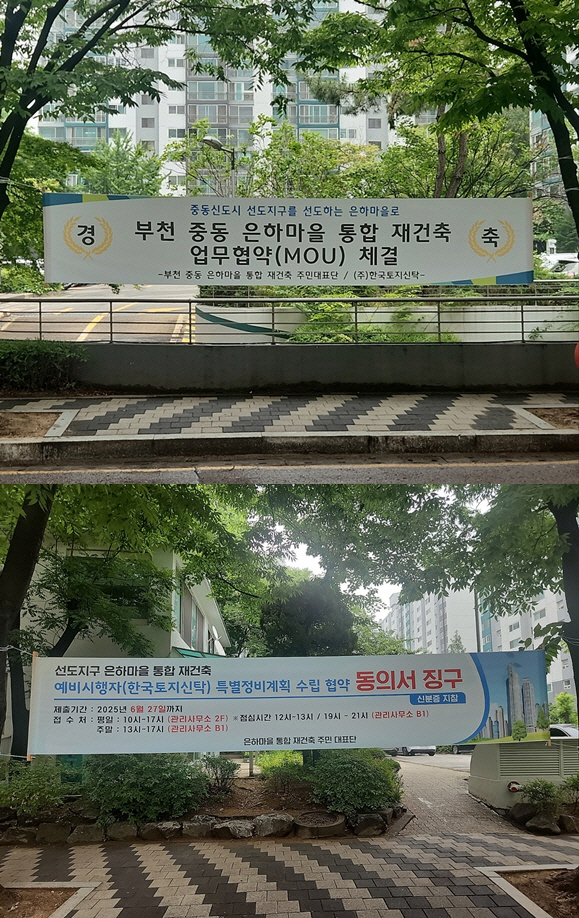 중동신도시 선도지구를 선도하는 은하마을로
경 부천 중동 은하마을 통합 재건축 축
업무협약(MOU) 체결
-부천 중동 은하마을 통합 재건축 주민대표단 / (주)한국토지신탁-
선도지구 은하마을 통합 재건축
예비시행자(한국토지신탁) 특별정비계획 수립 협약 동의서 징구
신분증 지참
제출기간 : 2025년 6월 27일까지
접 수 처 : 평일 : 10시-17시 (관리사무소 2F) ※점심시간 12시-13시 / 19시 - 21시 (관리사무소 B1)
주말 : 13시-17시 (관리사무소 B1)
은하마을 통합 재건축 주민 대표단